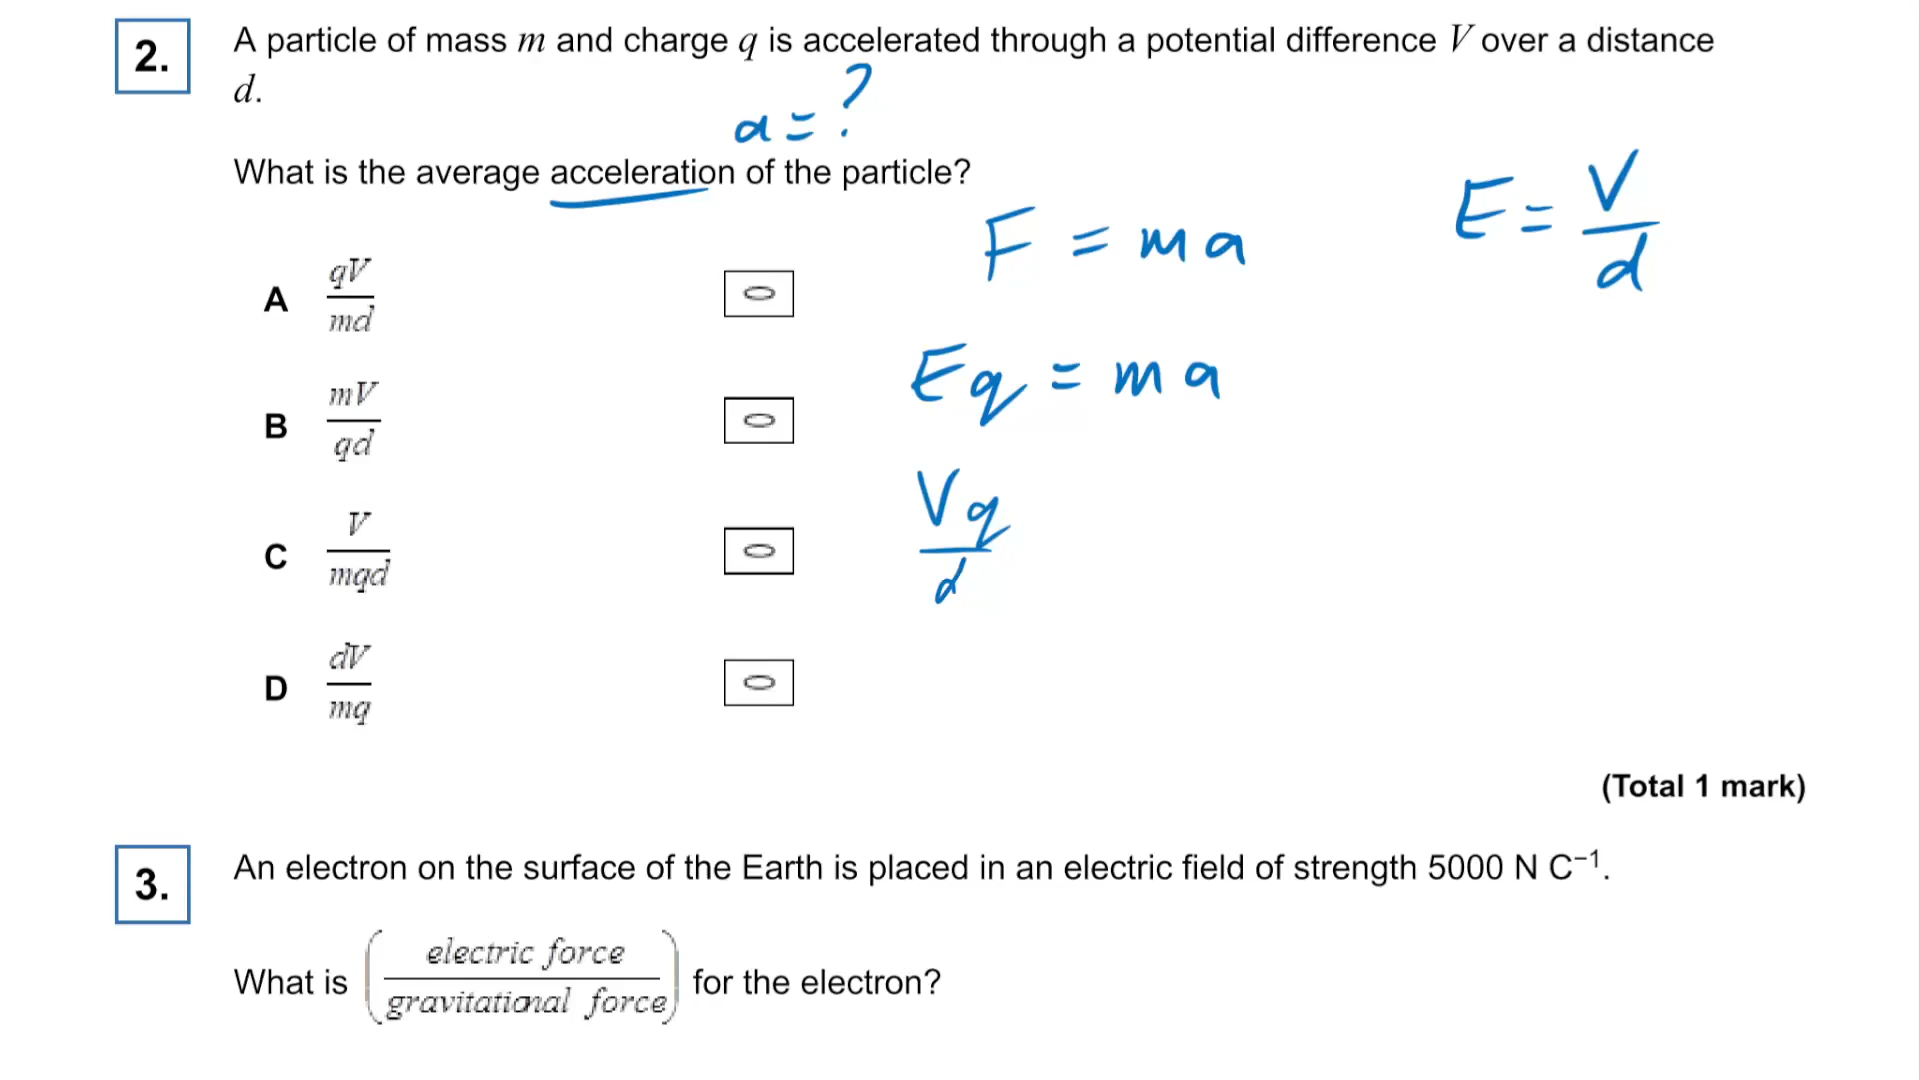 2. A particle of mass m and charge q is accelerated through a potential difference V over a distance
d.
a = ?
What is the average acceleration of the particle?
E = V/d
F = ma
A qV/md
Eq = ma
B mV/qd
Vq/d
C V/mqd
D dV/mq
(Total 1 mark)
3. An electron on the surface of the Earth is placed in an electric field of strength 5000 N C⁻¹.
What is (electric force/gravitational force) for the electron?